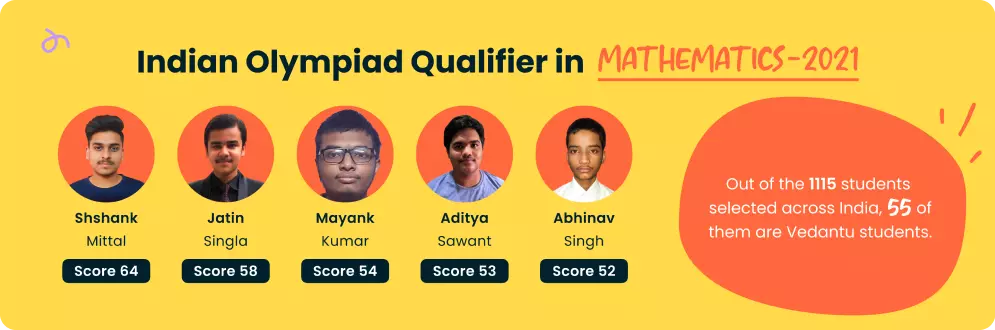 Indian Olympiad Qualifier in MATHEMATICS-2021
Shshank
Mittal
Score 64
Jatin
Singla
Score 58
Mayank
Kumar
Score 54
Aditya
Sawant
Score 53
Abhinav
Singh
Score 52
Out of the 1115 students
selected across India, 55 of
them are Vedantu students.